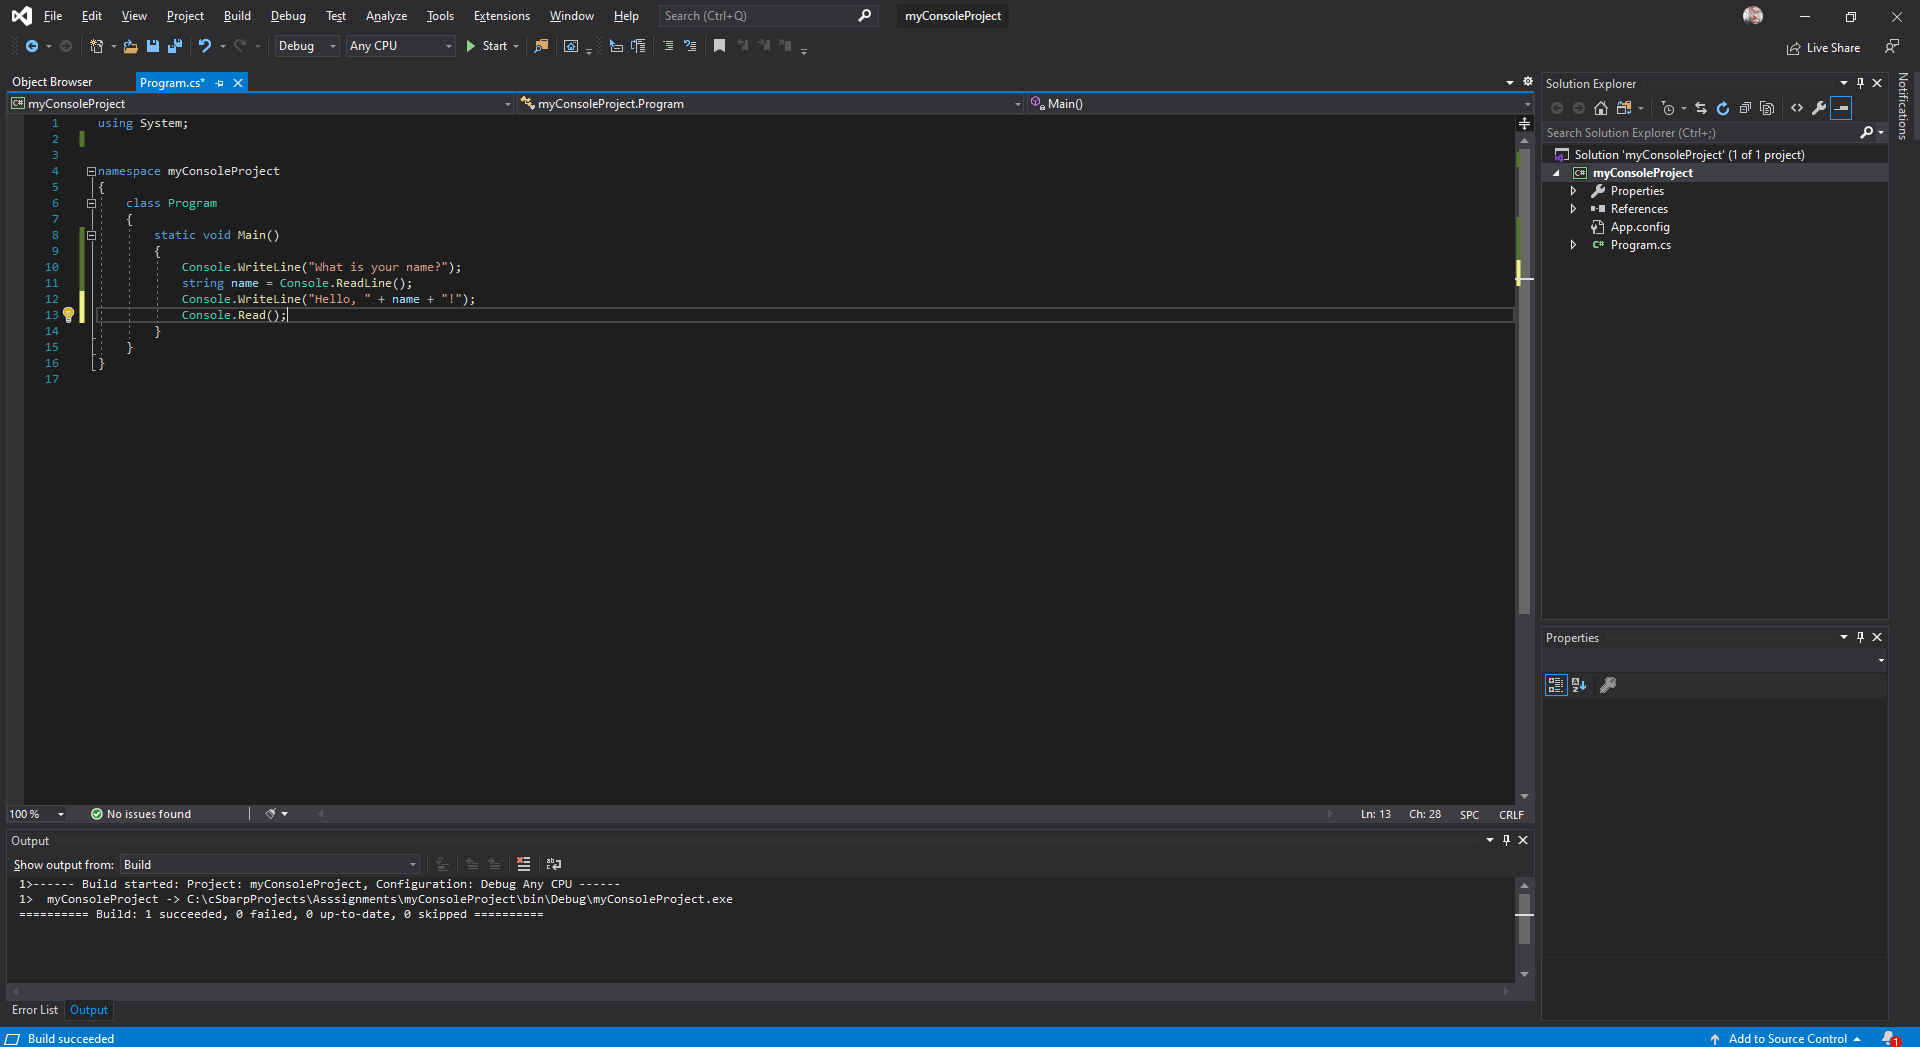 File Edit View Project Build Debug Test Analyze Tools Extensions Window Help Search (Ctrl+Q) myConsoleProject
Debug Any CPU Start Live Share
Object Browser Program.cs*
myConsoleProject myConsoleProject.Program Main()
1 using System;
2
3
4 namespace myConsoleProject
5 {
6 class Program
7 {
8 static void Main()
9 {
10 Console.WriteLine("What is your name?");
11 string name = Console.ReadLine();
12 Console.WriteLine("Hello, " + name + "!");
13 Console.Read();
14 }
15 }
16 }
17
100 % No issues found Ln: 13 Ch: 28 SPC CRLF
Output
Show output from: Build
1>------ Build started: Project: myConsoleProject, Configuration: Debug Any CPU ------
1> myConsoleProject -> C:\cSbarpProjects\Asssignments\myConsoleProject\bin\Debug\myConsoleProject.exe
========== Build: 1 succeeded, 0 failed, 0 up-to-date, 0 skipped ==========
Error List Output
Solution Explorer
Search Solution Explorer (Ctrl+;)
Solution 'myConsoleProject' (1 of 1 project)
C# myConsoleProject
Properties
References
App.config
C# Program.cs
Properties
Notifications
Build succeeded Add to Source Control 1